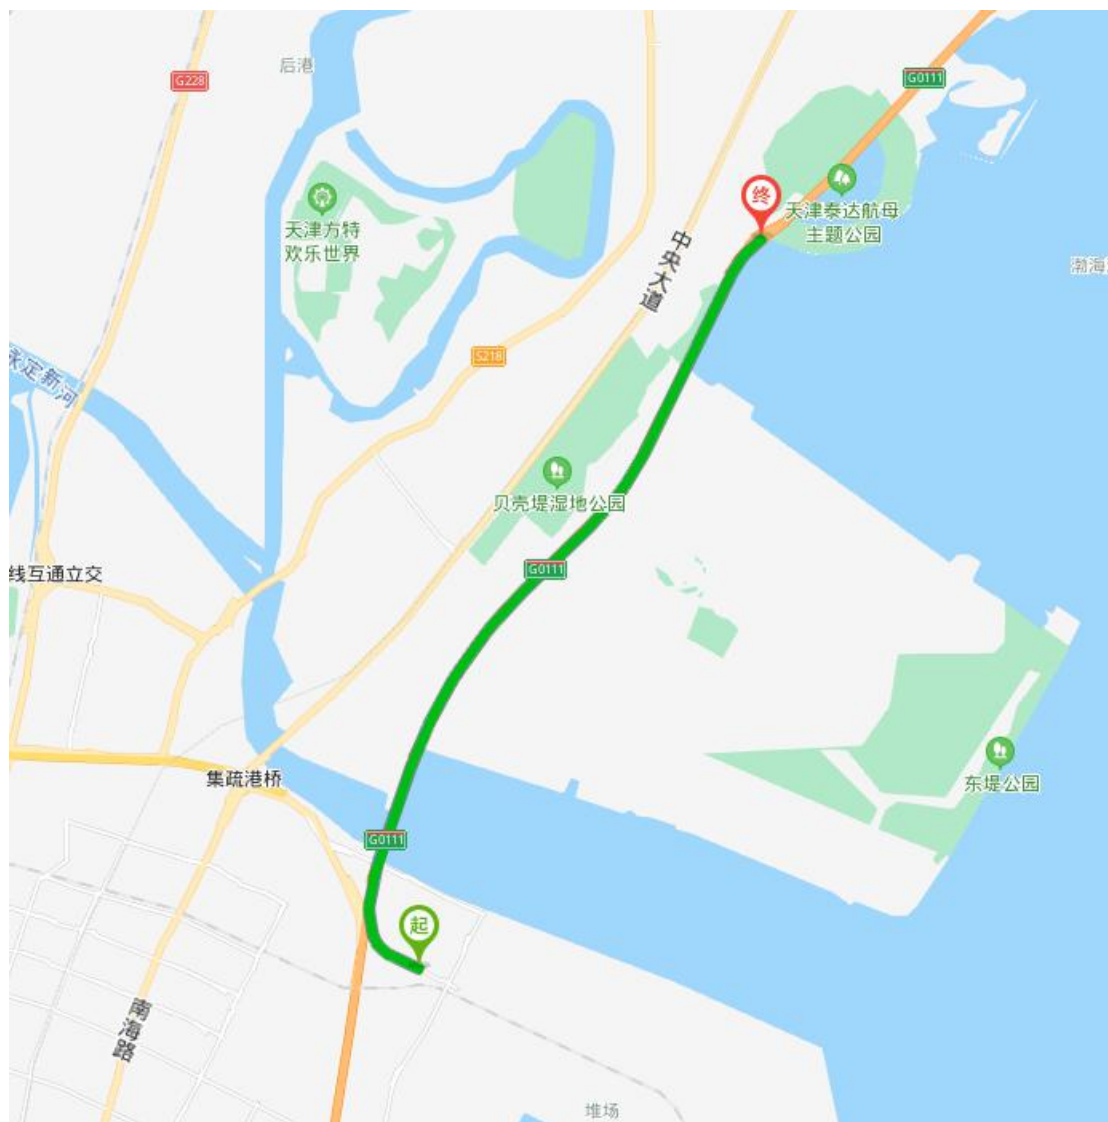 后港
G228
G0111
天津方特
欢乐世界
天津泰达航母
主题公园
终
中央大道
渤海
永定新河
S218
贝壳堤湿地公园
G0111
线互通立交
东堤公园
集疏港桥
G0111
起
南海路
堆场